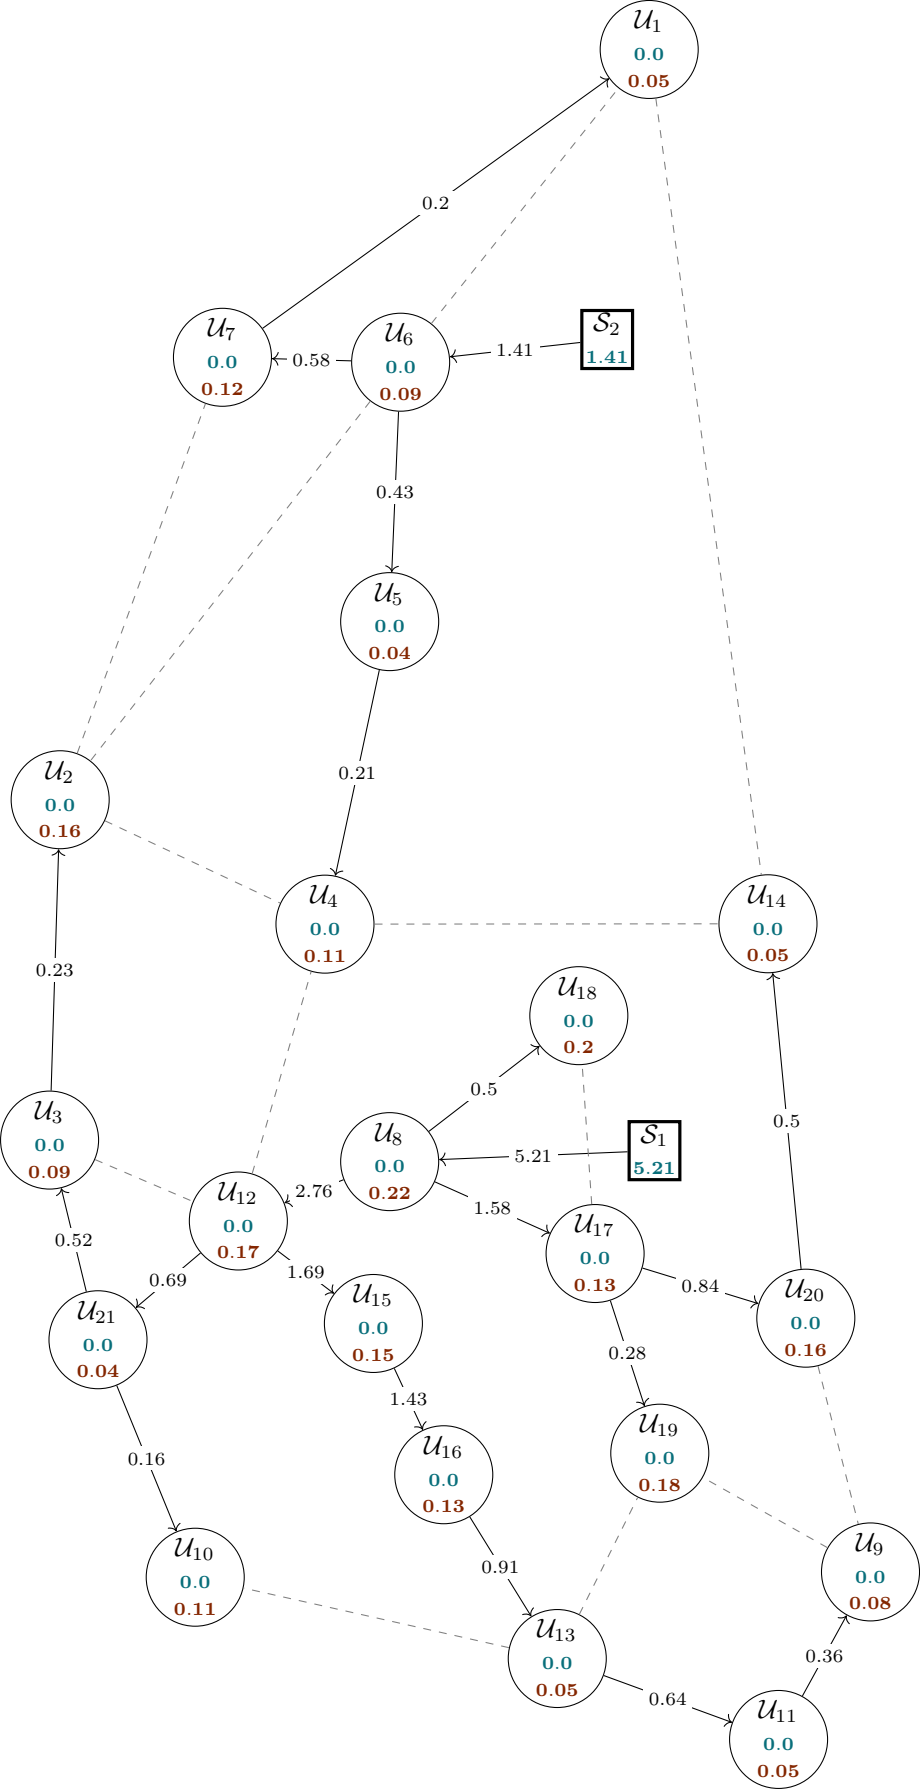 𝒰₁
0.0
0.05
0.2
𝒰₇
0.0
0.12
0.58
𝒰₆
0.0
0.09
1.41
𝒮₂
1.41
0.43
𝒰₅
0.0
0.04
0.21
𝒰₂
0.0
0.16
𝒰₄
0.0
0.11
𝒰₁₄
0.0
0.05
0.23
𝒰₁₈
0.0
0.2
0.5
0.5
𝒰₃
0.0
0.09
𝒰₈
0.0
0.22
5.21
𝒮₁
5.21
𝒰₁₂
0.0
0.17
2.76
1.58
𝒰₁₇
0.0
0.13
0.52
0.69
1.69
0.84
𝒰₂₁
0.0
0.04
𝒰₁₅
0.0
0.15
0.28
𝒰₂₀
0.0
0.16
1.43
0.16
𝒰₁₆
0.0
0.13
𝒰₁₉
0.0
0.18
𝒰₁₀
0.0
0.11
0.91
𝒰₉
0.0
0.08
𝒰₁₃
0.0
0.05
0.36
0.64
𝒰₁₁
0.0
0.05